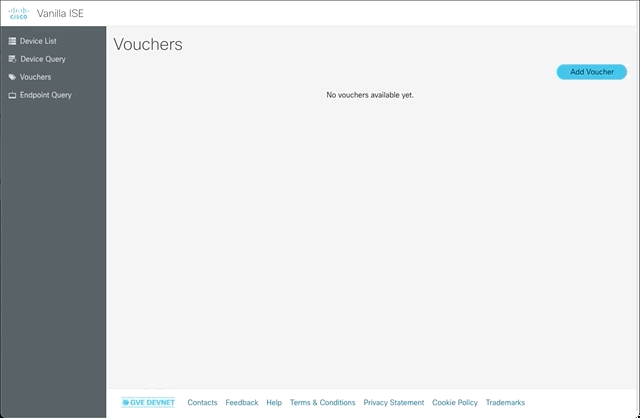 CISCO Vanilla ISE
Device List
Device Query
Vouchers
Endpoint Query
Vouchers
Add Voucher
No vouchers available yet.
GVE DEVNET Contacts Feedback Help Terms & Conditions Privacy Statement Cookie Policy Trademarks